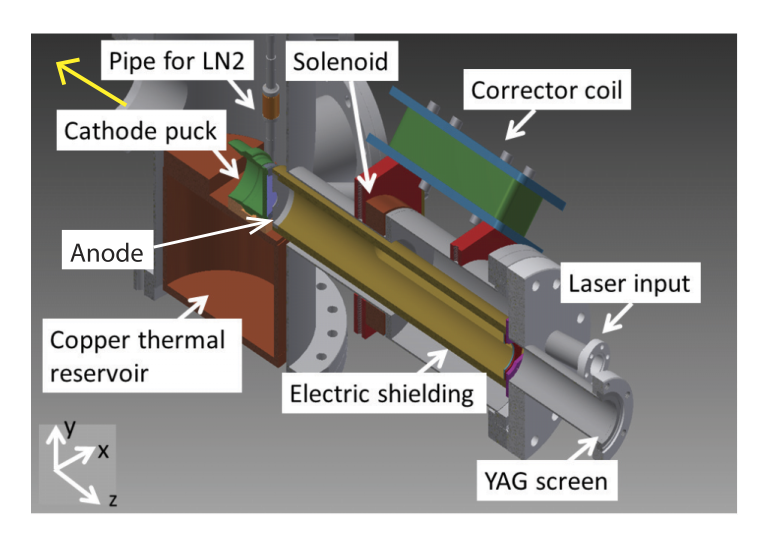 Pipe for LN2
Solenoid
Corrector coil
Cathode puck
Anode
Laser input
Copper thermal
reservoir
Electric shielding
YAG screen
y
x
z